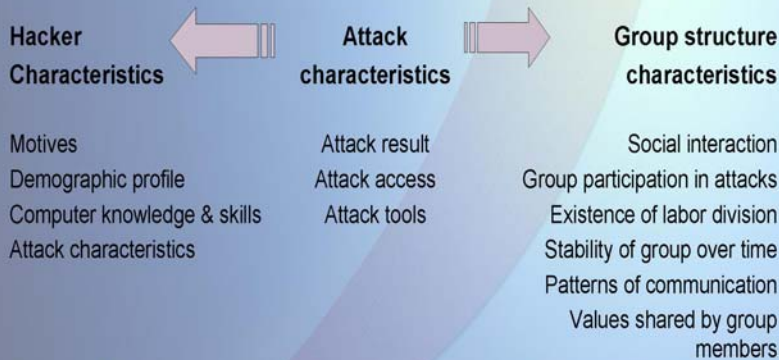 Hacker
Characteristics
Motives
Demographic profile
Computer knowledge & skills
Attack characteristics
Attack
characteristics
Attack result
Attack access
Attack tools
Group structure
characteristics
Social interaction
Group participation in attacks
Existence of labor division
Stability of group over time
Patterns of communication
Values shared by group
members